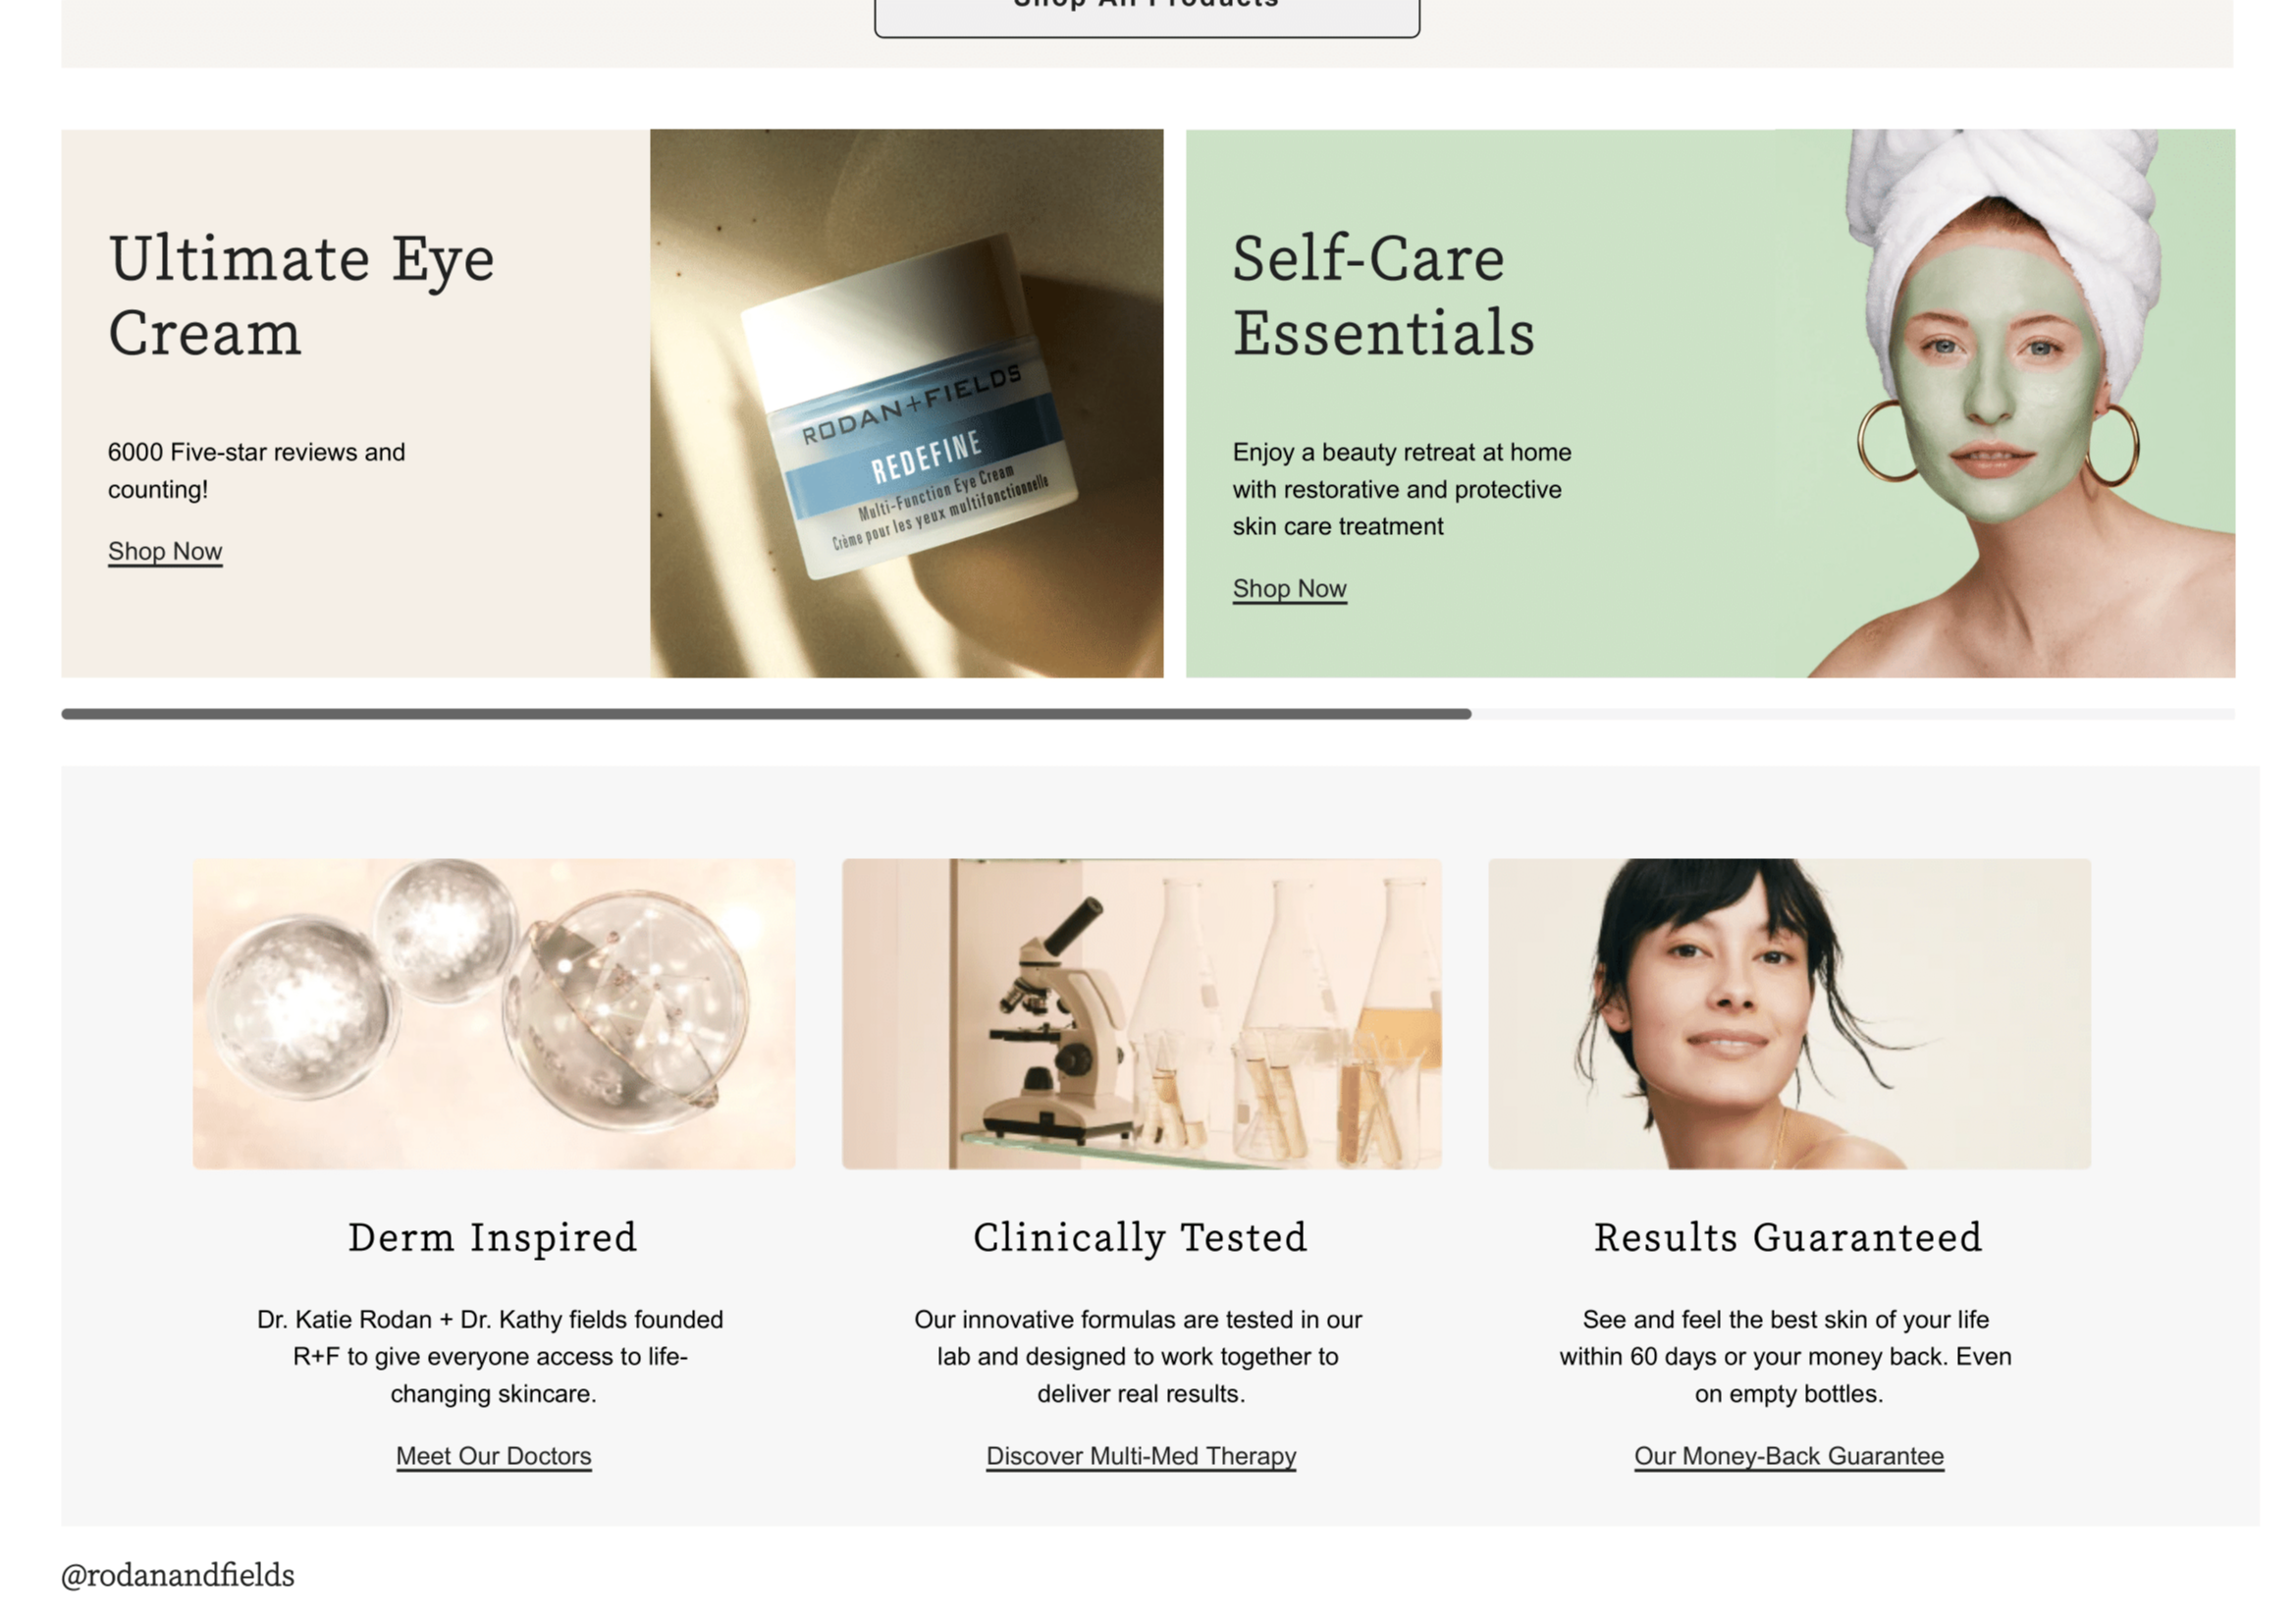 Shop All Products
Ultimate Eye
Cream
6000 Five-star reviews and
counting!
Shop Now
RODAN+FIELDS
REDEFINE
Multi-Function Eye Cream
Crème pour les yeux multifonctionnelle
Self-Care
Essentials
Enjoy a beauty retreat at home
with restorative and protective
skin care treatment
Shop Now
Derm Inspired
Dr. Katie Rodan + Dr. Kathy fields founded
R+F to give everyone access to life-
changing skincare.
Meet Our Doctors
Clinically Tested
Our innovative formulas are tested in our
lab and designed to work together to
deliver real results.
Discover Multi-Med Therapy
Results Guaranteed
See and feel the best skin of your life
within 60 days or your money back. Even
on empty bottles.
Our Money-Back Guarantee
@rodanandfields